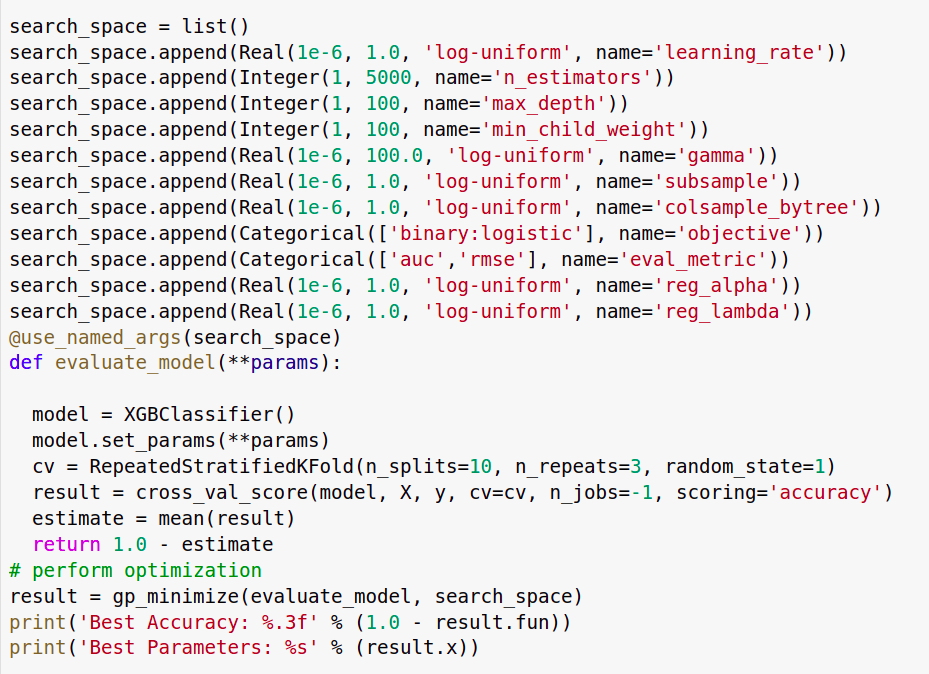 search_space = list()
search_space.append(Real(1e-6, 1.0, 'log-uniform', name='learning_rate'))
search_space.append(Integer(1, 5000, name='n_estimators'))
search_space.append(Integer(1, 100, name='max_depth'))
search_space.append(Integer(1, 100, name='min_child_weight'))
search_space.append(Real(1e-6, 100.0, 'log-uniform', name='gamma'))
search_space.append(Real(1e-6, 1.0, 'log-uniform', name='subsample'))
search_space.append(Real(1e-6, 1.0, 'log-uniform', name='colsample_bytree'))
search_space.append(Categorical(['binary:logistic'], name='objective'))
search_space.append(Categorical(['auc','rmse'], name='eval_metric'))
search_space.append(Real(1e-6, 1.0, 'log-uniform', name='reg_alpha'))
search_space.append(Real(1e-6, 1.0, 'log-uniform', name='reg_lambda'))
@use_named_args(search_space)
def evaluate_model(**params):

  model = XGBClassifier()
  model.set_params(**params)
  cv = RepeatedStratifiedKFold(n_splits=10, n_repeats=3, random_state=1)
  result = cross_val_score(model, X, y, cv=cv, n_jobs=-1, scoring='accuracy')
  estimate = mean(result)
  return 1.0 - estimate
# perform optimization
result = gp_minimize(evaluate_model, search_space)
print('Best Accuracy: %.3f' % (1.0 - result.fun))
print('Best Parameters: %s' % (result.x))